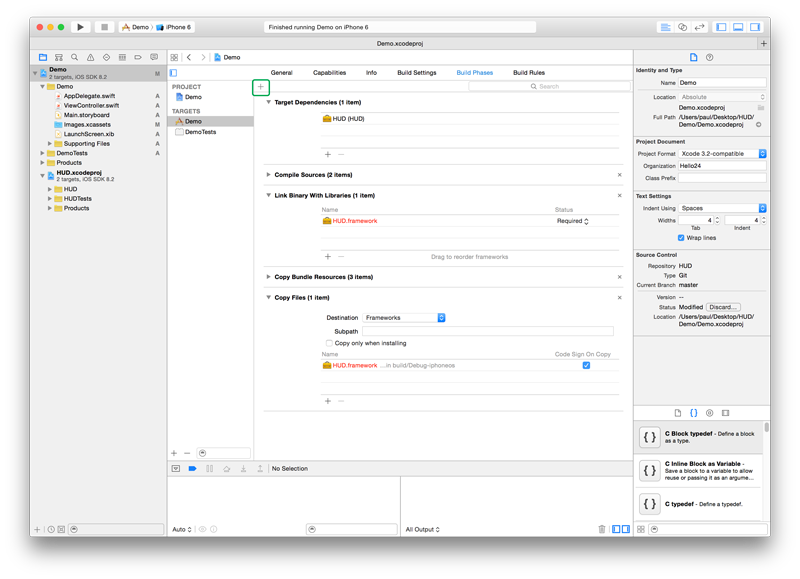 Demo
iPhone 6
Finished running Demo on iPhone 6
Demo.xcodeproj
Demo
2 targets, iOS SDK 8.2
M
Demo
AppDelegate.swift
A
ViewController.swift
A
Main.storyboard
A
Images.xcassets
A
LaunchScreen.xib
A
Supporting Files
DemoTests
A
Products
HUD.xcodeproj
2 targets, iOS SDK 8.2
HUD
HUDTests
Products
Demo
General
Capabilities
Info
Build Settings
Build Phases
Build Rules
PROJECT
Demo
TARGETS
Demo
DemoTests
Search
Target Dependencies (1 item)
HUD (HUD)
Compile Sources (2 items)
Link Binary With Libraries (1 item)
Name
Status
HUD.framework
Required
Drag to reorder frameworks
Copy Bundle Resources (3 items)
Copy Files (1 item)
Destination
Frameworks
Subpath
Copy only when installing
Name
Code Sign On Copy
HUD.framework ...in build/Debug-iphoneos
No Selection
Auto
All Output
Identity and Type
Name
Demo
Location
Absolute
Demo.xcodeproj
Full Path
/Users/paul/Desktop/HUD/
Demo/Demo.xcodeproj
Project Document
Project Format
Xcode 3.2-compatible
Organization
Hello24
Class Prefix
Text Settings
Indent Using
Spaces
Widths
4
4
Tab
Indent
Wrap lines
Source Control
Repository
HUD
Type
Git
Current Branch
master
Version
--
Status
Modified
Discard...
Location
/Users/paul/Desktop/HUD/
Demo/Demo.xcodeproj
C Block typedef - Define a block
as a type.
C Inline Block as Variable -
Save a block to a variable to allow
reuse or passing it as an argume...
C typedef - Define a typedef.